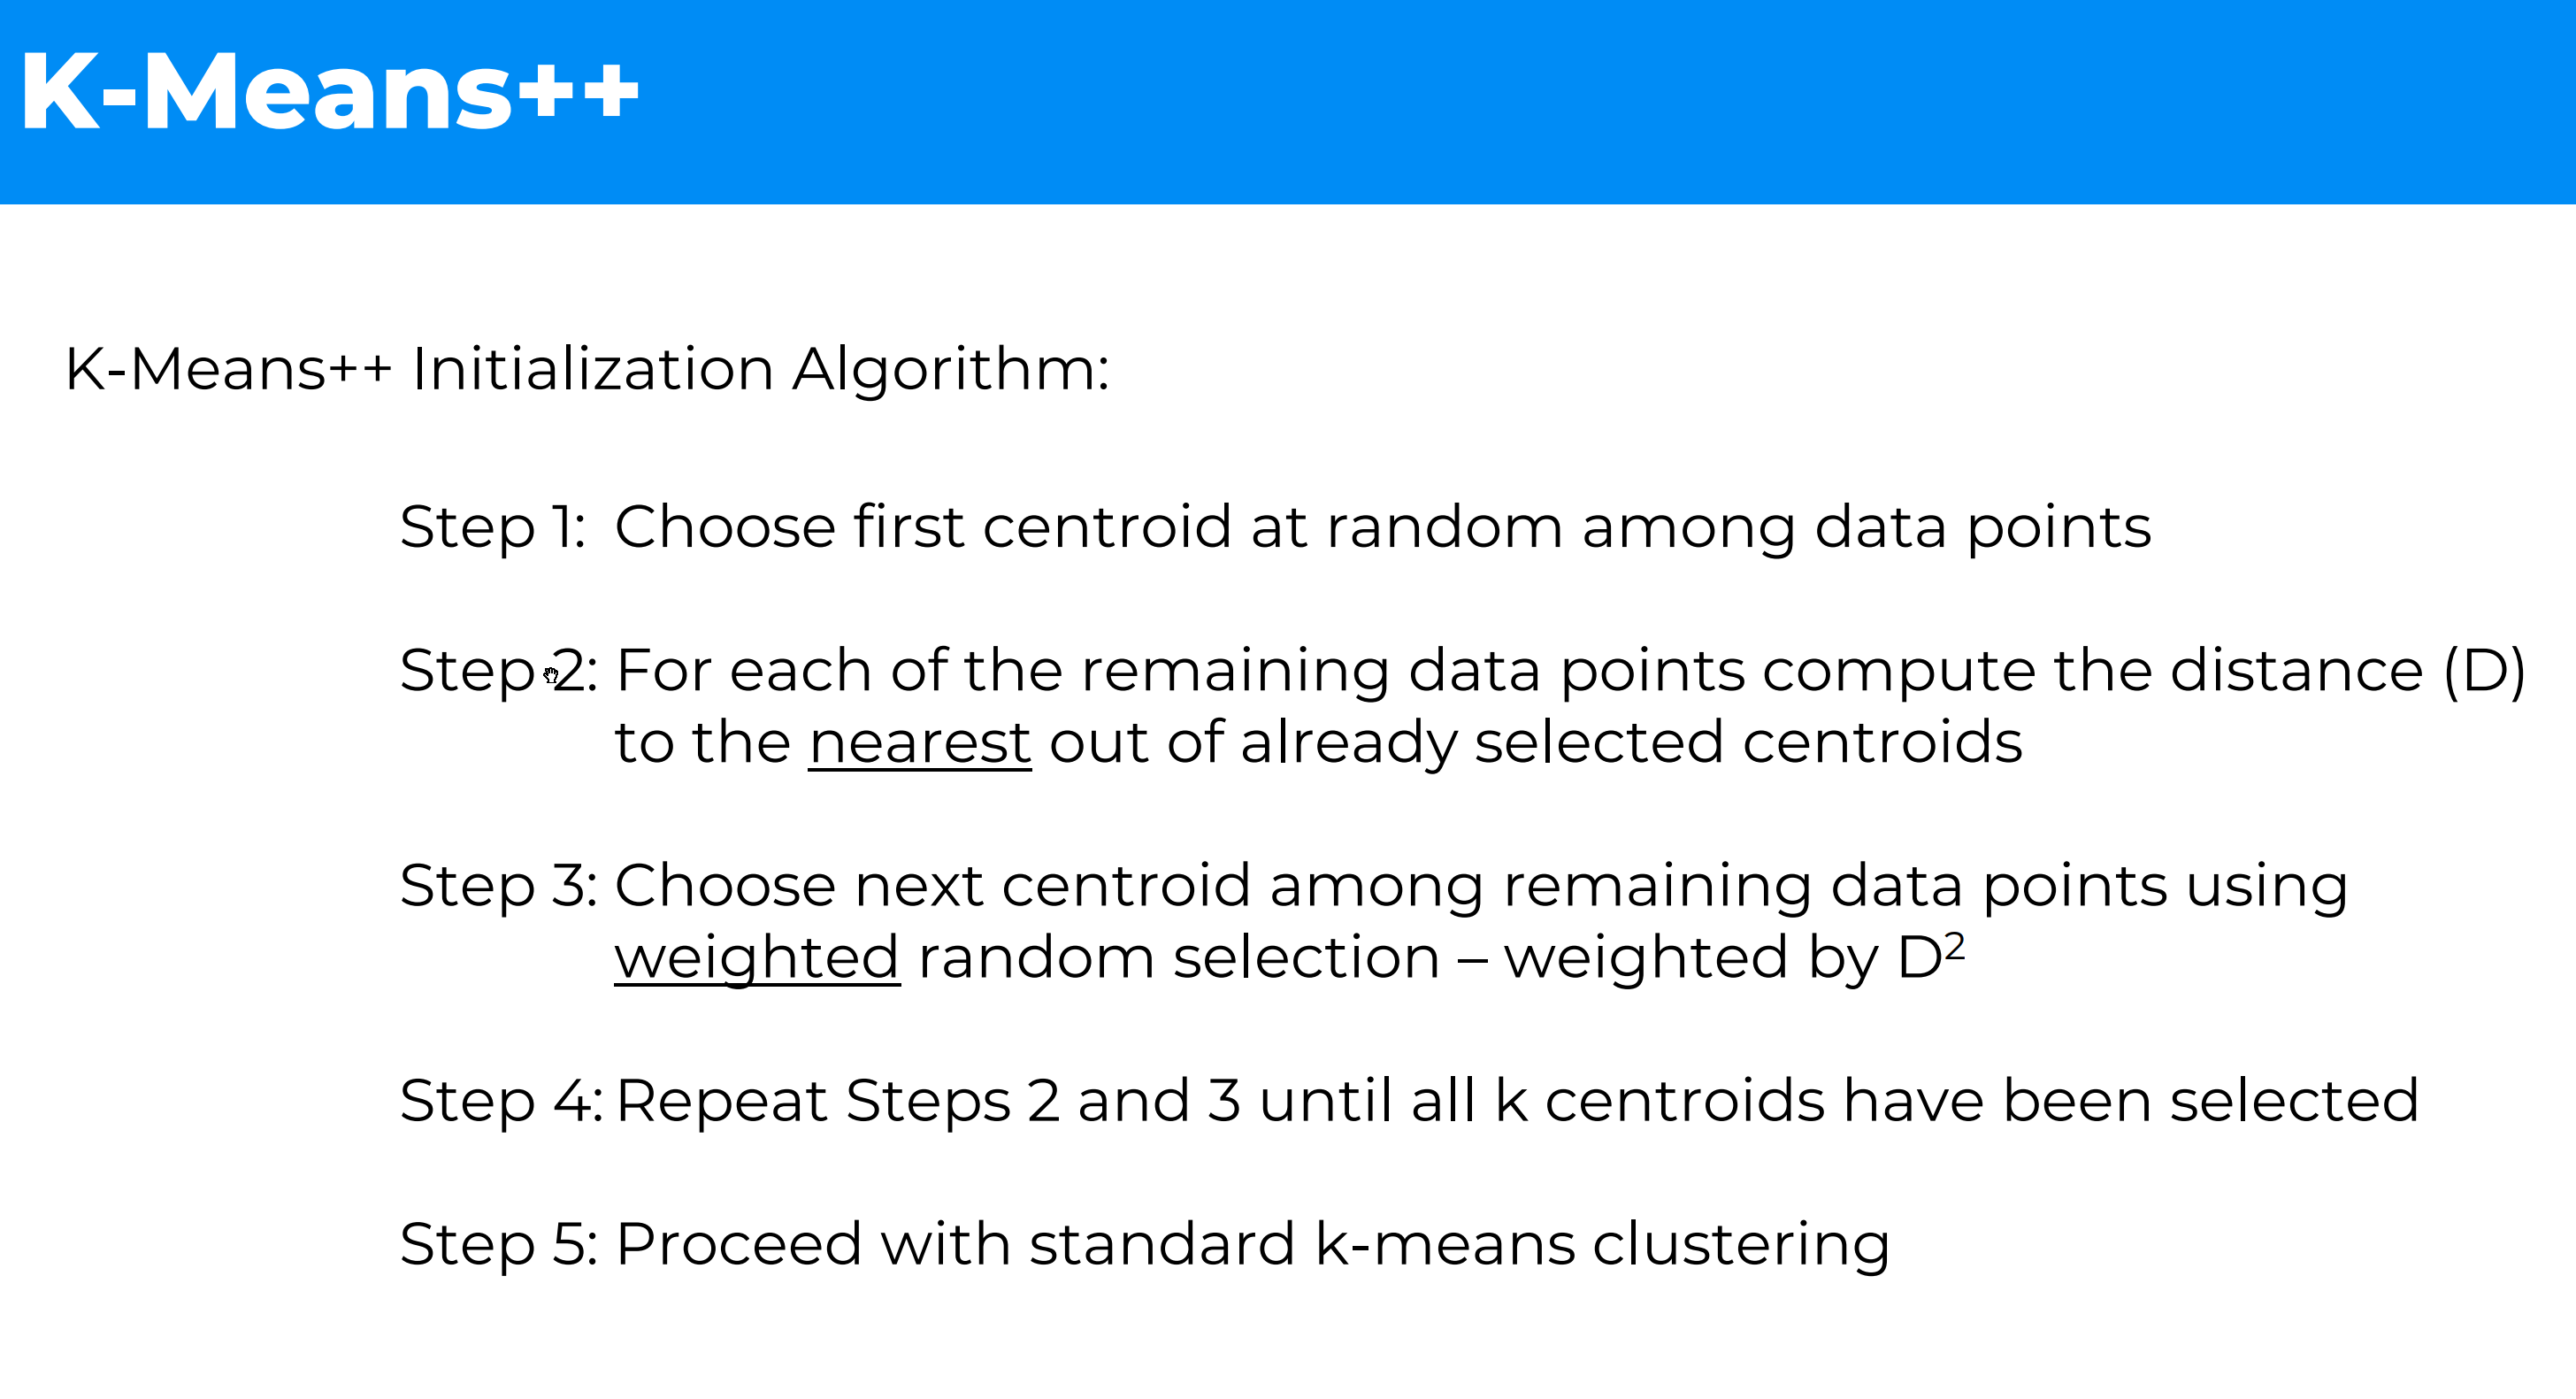 K-Means++
K-Means++ Initialization Algorithm:
Step 1: Choose first centroid at random among data points
Step 2: For each of the remaining data points compute the distance (D)
to the nearest out of already selected centroids
Step 3: Choose next centroid among remaining data points using
weighted random selection – weighted by D²
Step 4: Repeat Steps 2 and 3 until all k centroids have been selected
Step 5: Proceed with standard k-means clustering